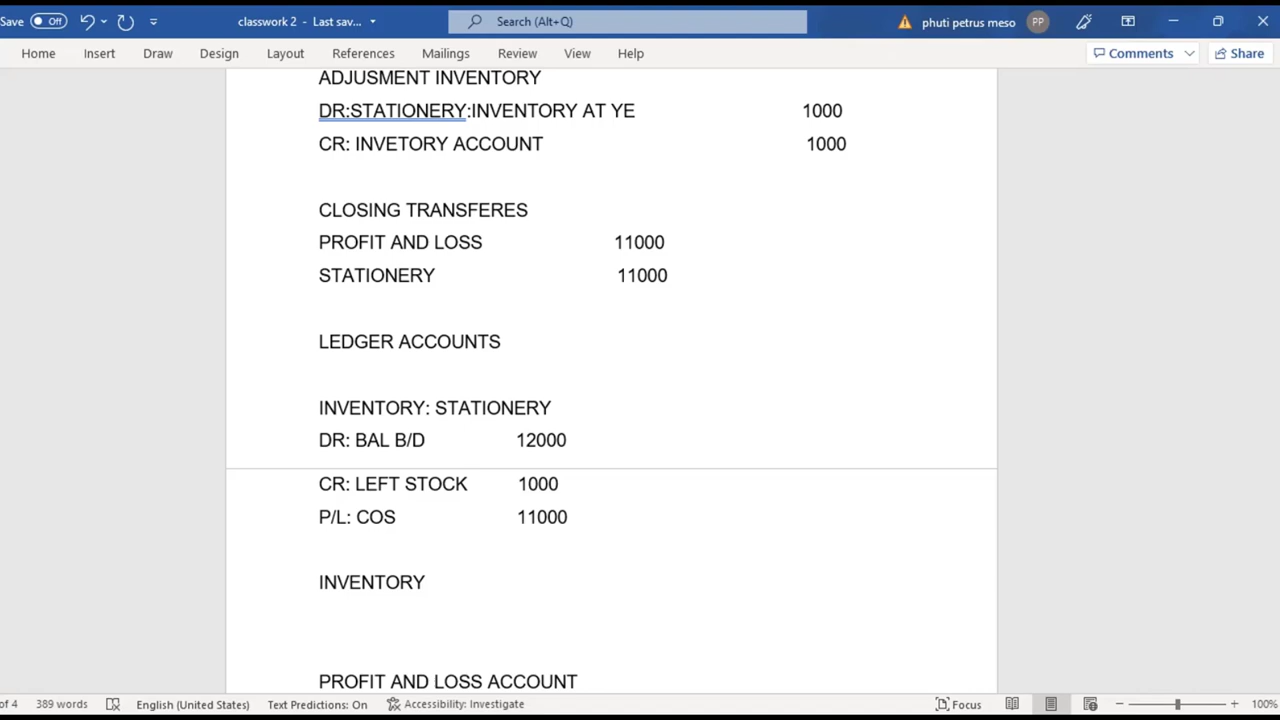 Save Off classwork 2 - Last sav... Search (Alt+Q) phuti petrus meso PP
Home Insert Draw Design Layout References Mailings Review View Help Comments Share
ADJUSMENT INVENTORY
DR:STATIONERY:INVENTORY AT YE 1000
CR: INVETORY ACCOUNT 1000
CLOSING TRANSFERES
PROFIT AND LOSS 11000
STATIONERY 11000
LEDGER ACCOUNTS
INVENTORY: STATIONERY
DR: BAL B/D 12000
CR: LEFT STOCK 1000
P/L: COS 11000
INVENTORY
PROFIT AND LOSS ACCOUNT
of 4 389 words English (United States) Text Predictions: On Accessibility: Investigate Focus 100%